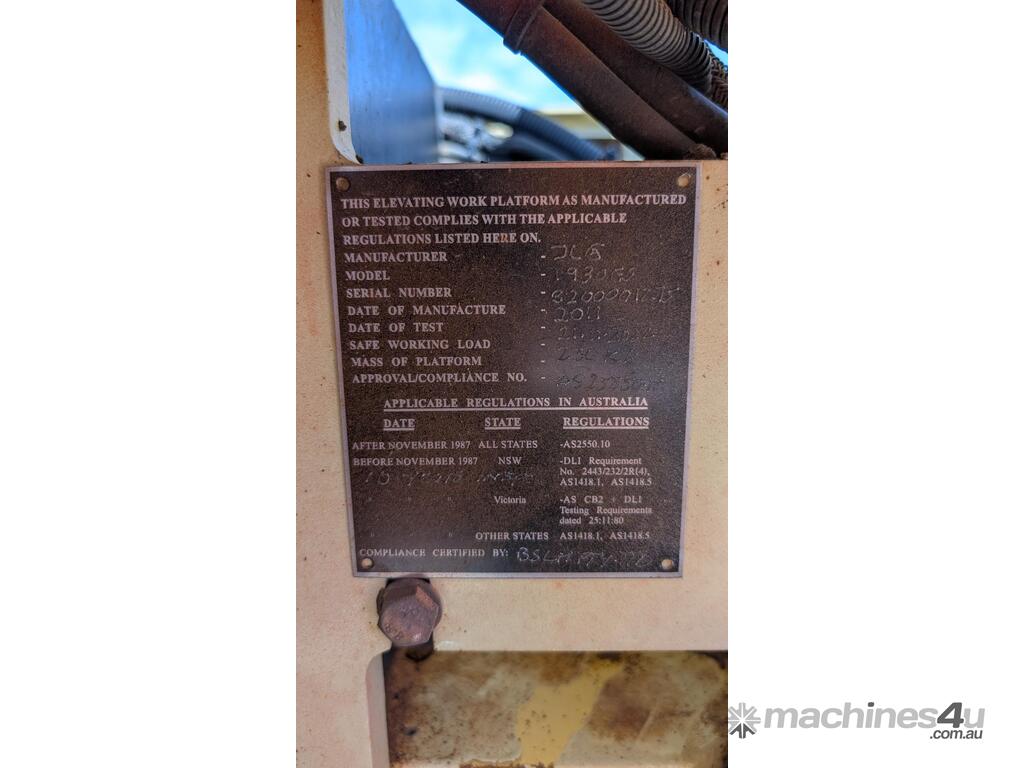 THIS ELEVATING WORK PLATFORM AS MANUFACTURED
OR TESTED COMPLIES WITH THE APPLICABLE
REGULATIONS LISTED HERE ON.
MANUFACTURER - JLG
MODEL -
SERIAL NUMBER -
DATE OF MANUFACTURE - 2011
DATE OF TEST -
SAFE WORKING LOAD -
MASS OF PLATFORM -
APPROVAL/COMPLIANCE NO. -
APPLICABLE REGULATIONS IN AUSTRALIA
DATE STATE REGULATIONS
AFTER NOVEMBER 1987 ALL STATES -AS2550.10
BEFORE NOVEMBER 1987 NSW -DLI Requirement
No. 2443/232/2R(4),
AS1418.1, AS1418.5
" " " Victoria -AS CB2 + DLI
Testing Requirements
dated 25:11:80
" " " OTHER STATES AS1418.1, AS1418.5
COMPLIANCE CERTIFIED BY:
machines4u
.com.au